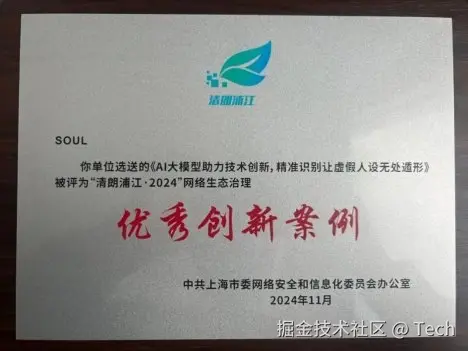 清朗浦江
SOUL
你单位选送的《AI大模型助力技术创新，精准识别让虚假人设无处遁形》
被评为“清朗浦江·2024”网络生态治理
优秀创新案例
中共上海市委网络安全和信息化委员会办公室
2024年11月
掘金技术社区 @ Tech